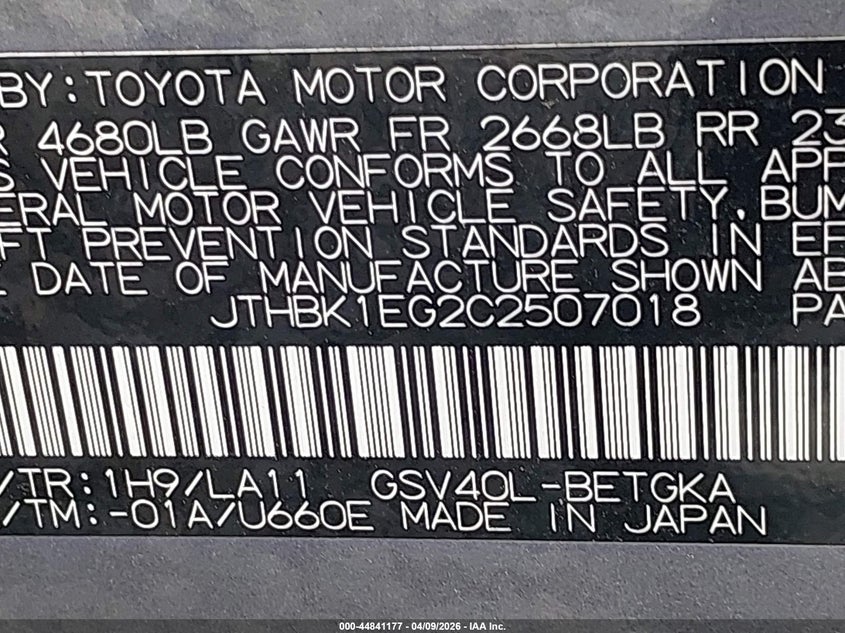 BY:TOYOTA MOTOR CORPORATION
R 4680LB GAWR FR 2668LB RR 23
S VEHICLE CONFORMS TO ALL APP
ERAL MOTOR VEHICLE SAFETY,BUM
FT PREVENTION STANDARDS IN EF
E DATE OF MANUFACTURE SHOWN AB
JTHBK1EG2C2507018 PA
/TR:1H9/LA11 GSV40L-BETGKA
/TM:-01A/U660E MADE IN JAPAN
000-44841177 - 04/09/2026 - IAA Inc.